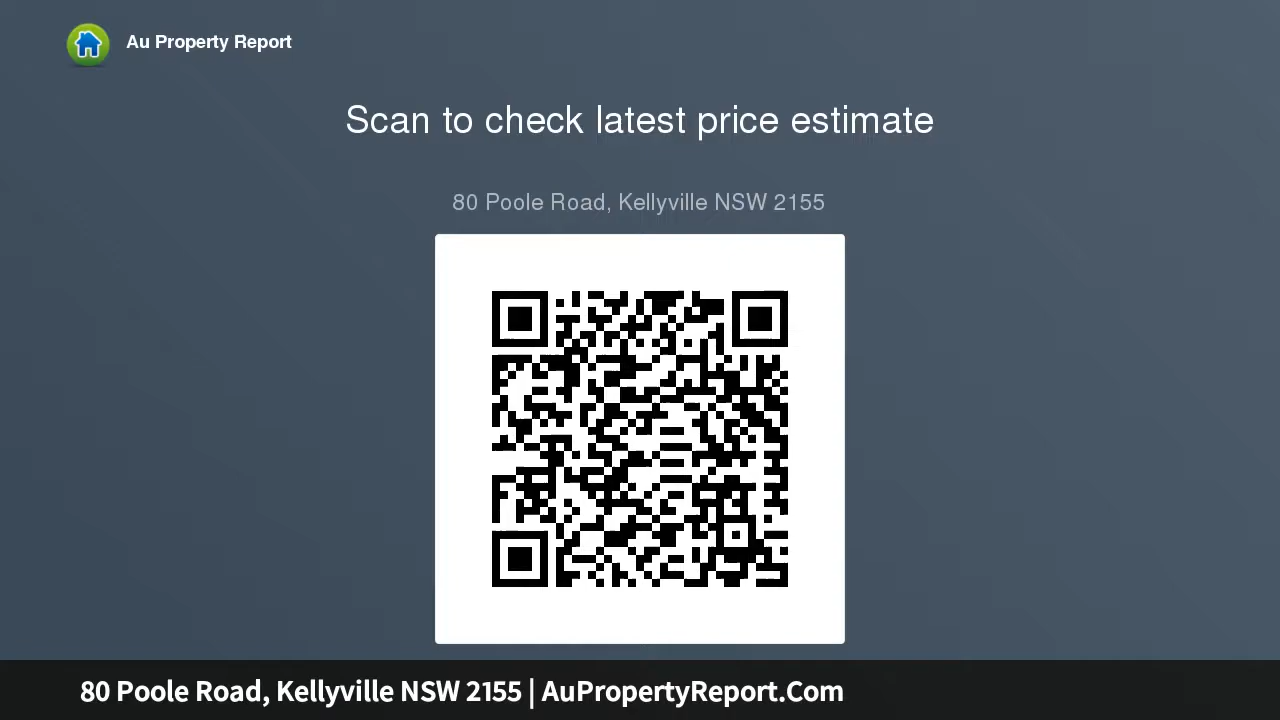 Au Property Report
Scan to check latest price estimate
80 Poole Road, Kellyville NSW 2155
80 Poole Road, Kellyville NSW 2155 | AuPropertyReport.Com